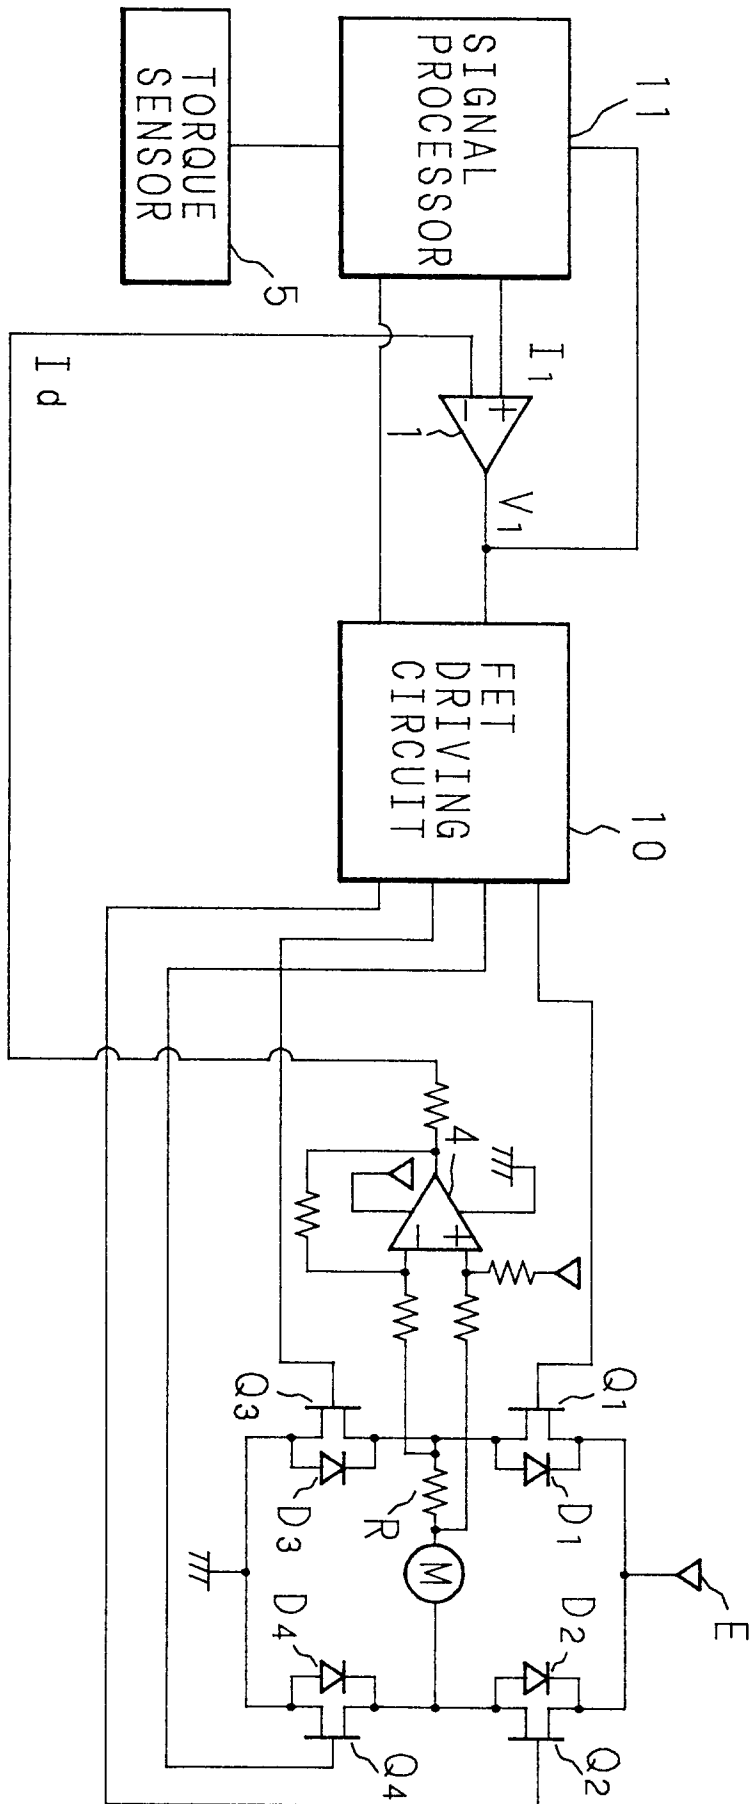 TORQUE
SENSOR
5
SIGNAL
PROCESSOR
11
I1
Id
+
−
1
V1
FET
DRIVING
CIRCUIT
10
4
+
−
Q1
D1
Q2
D2
Q3
D3
Q4
D4
R
M
E